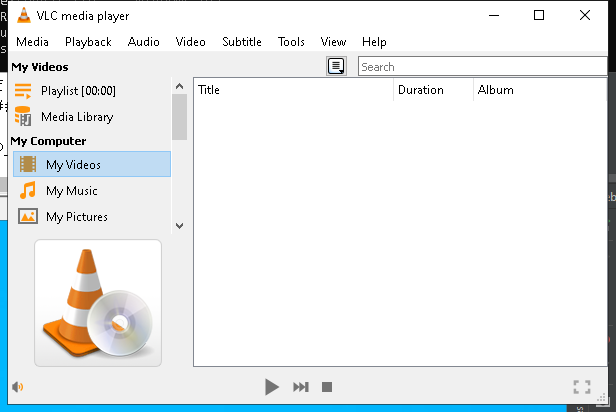 VLC media player
Media Playback Audio Video Subtitle Tools View Help
My Videos
Search
Playlist [00:00]
Media Library
My Computer
My Videos
My Music
My Pictures
Title Duration Album